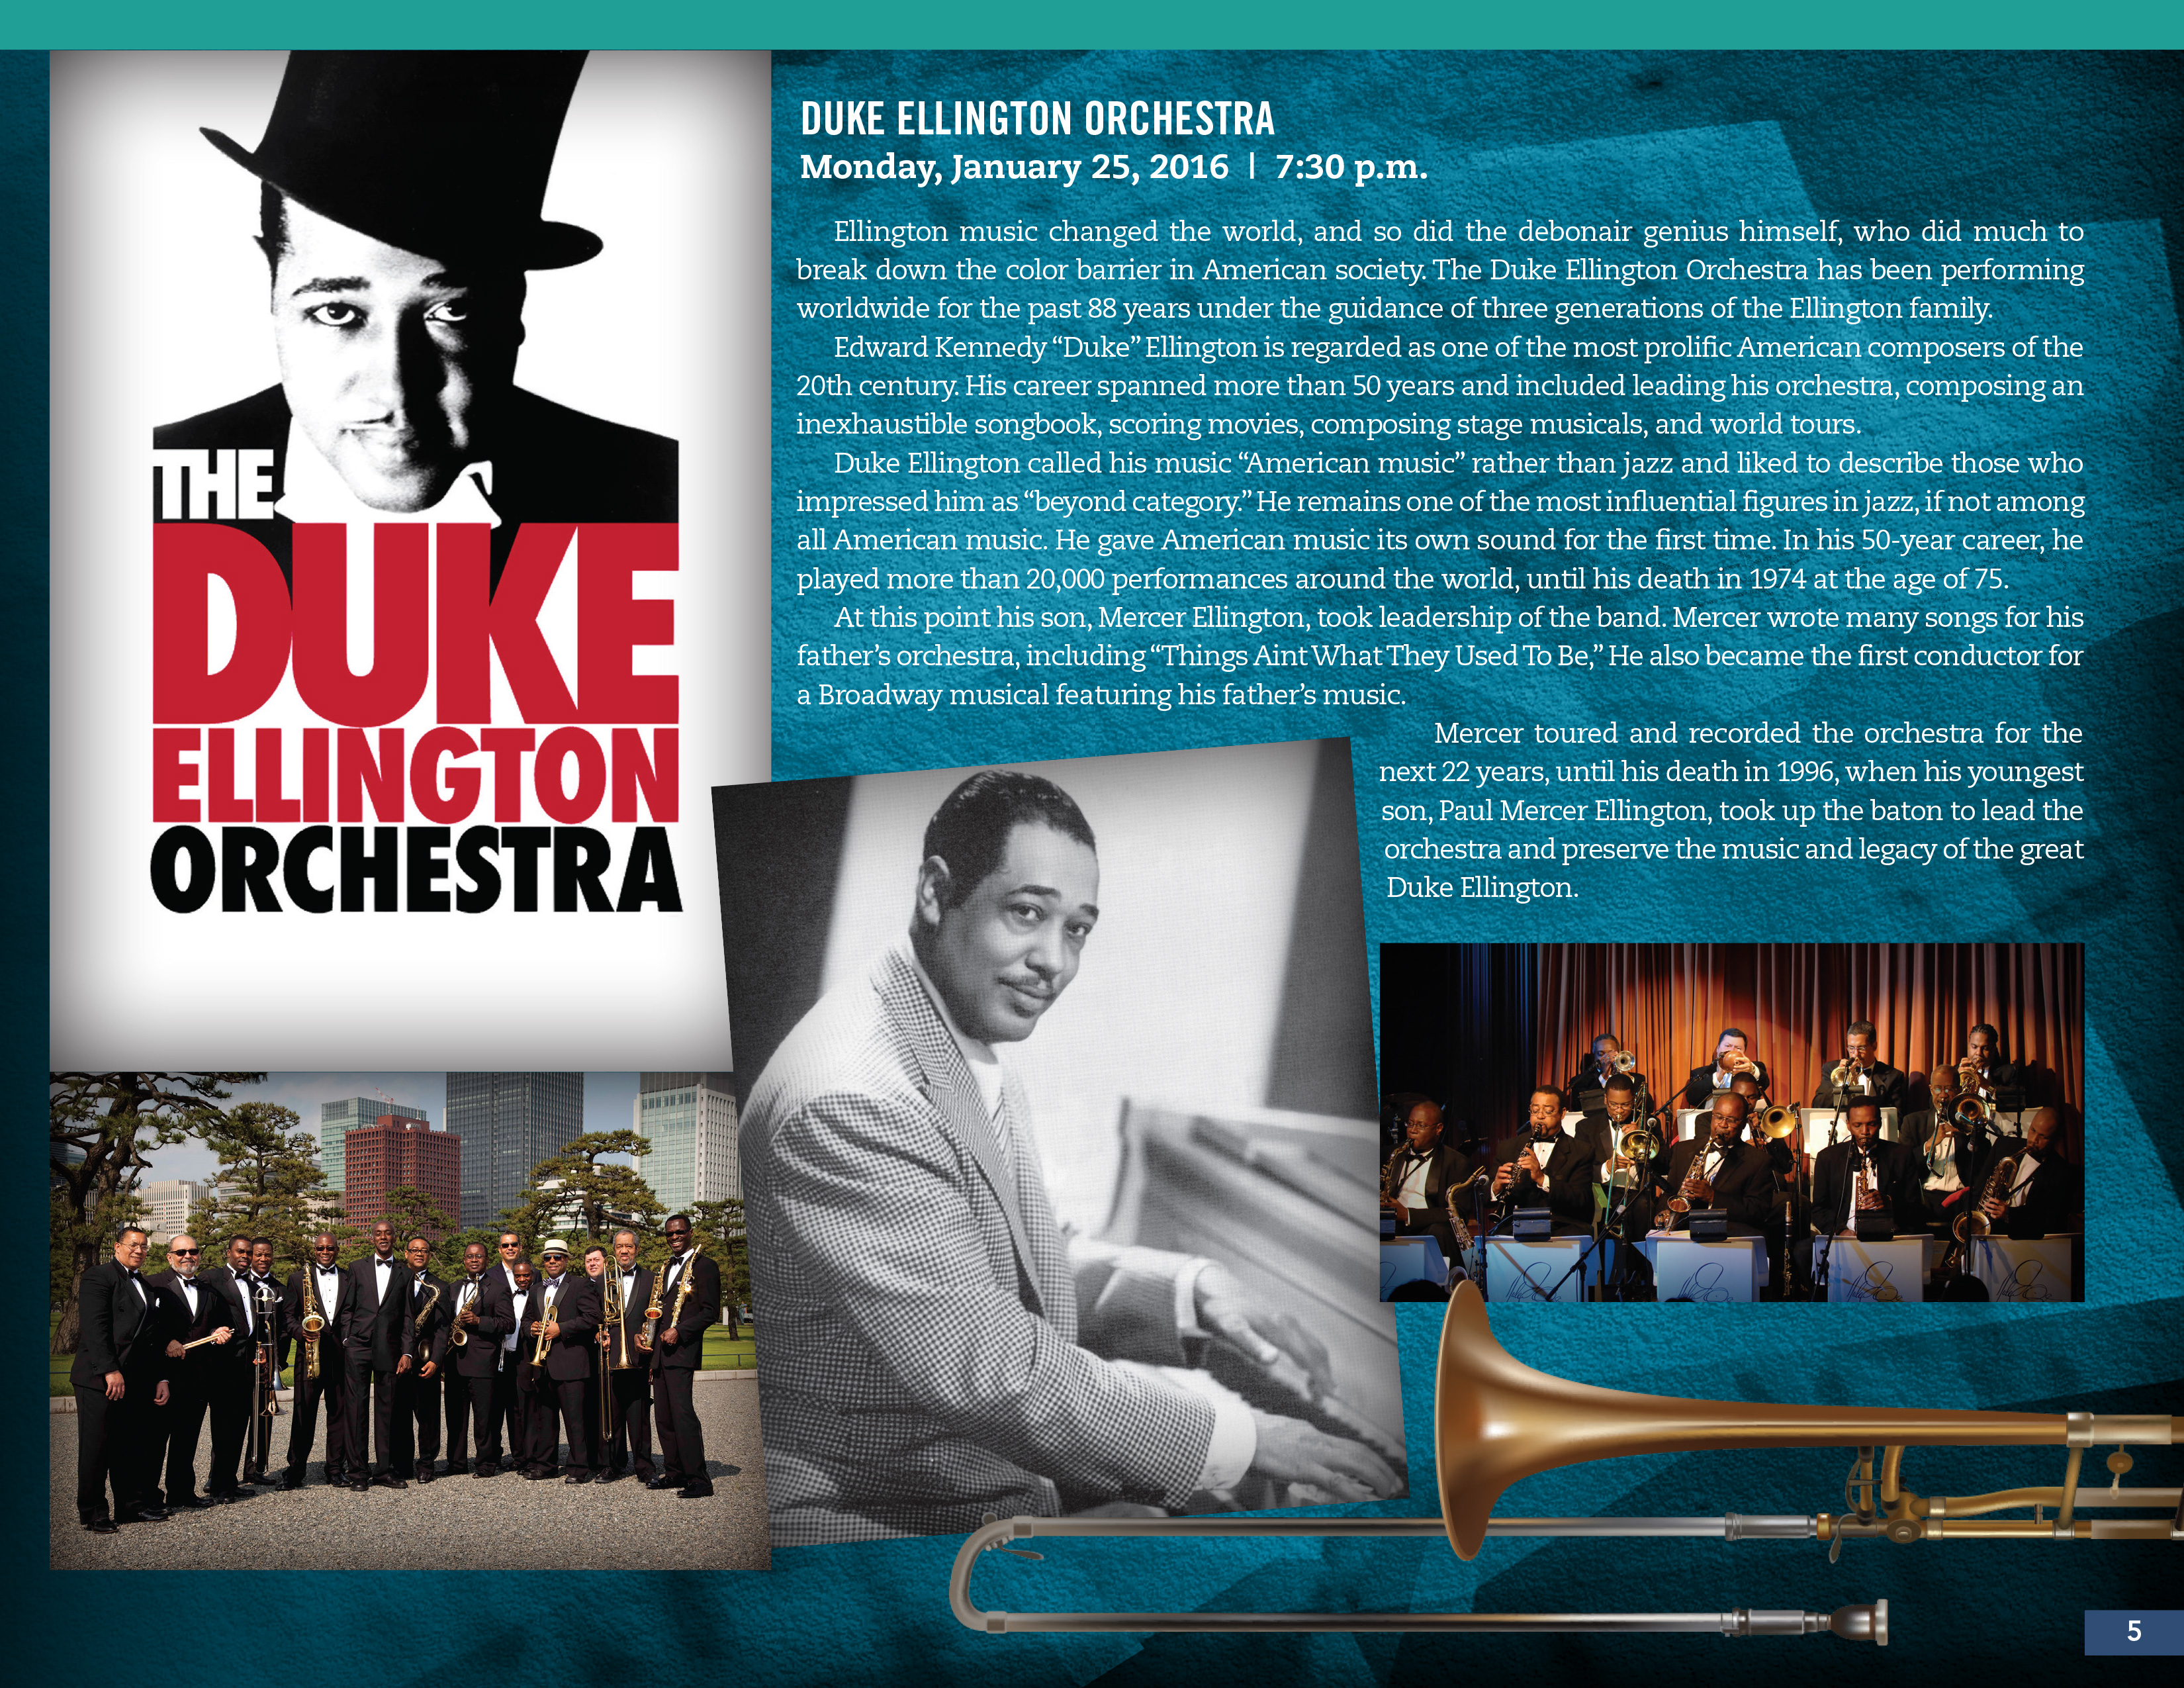 THE
DUKE
ELLINGTON
ORCHESTRA
DUKE ELLINGTON ORCHESTRA
Monday, January 25, 2016 | 7:30 p.m.
Ellington music changed the world, and so did the debonair genius himself, who did much to
break down the color barrier in American society. The Duke Ellington Orchestra has been performing
worldwide for the past 88 years under the guidance of three generations of the Ellington family.
Edward Kennedy “Duke” Ellington is regarded as one of the most prolific American composers of the
20th century. His career spanned more than 50 years and included leading his orchestra, composing an
inexhaustible songbook, scoring movies, composing stage musicals, and world tours.
Duke Ellington called his music “American music” rather than jazz and liked to describe those who
impressed him as “beyond category.” He remains one of the most influential figures in jazz, if not among
all American music. He gave American music its own sound for the first time. In his 50-year career, he
played more than 20,000 performances around the world, until his death in 1974 at the age of 75.
At this point his son, Mercer Ellington, took leadership of the band. Mercer wrote many songs for his
father’s orchestra, including “Things Aint What They Used To Be,” He also became the first conductor for
a Broadway musical featuring his father’s music.
Mercer toured and recorded the orchestra for the
next 22 years, until his death in 1996, when his youngest
son, Paul Mercer Ellington, took up the baton to lead the
orchestra and preserve the music and legacy of the great
Duke Ellington.
5